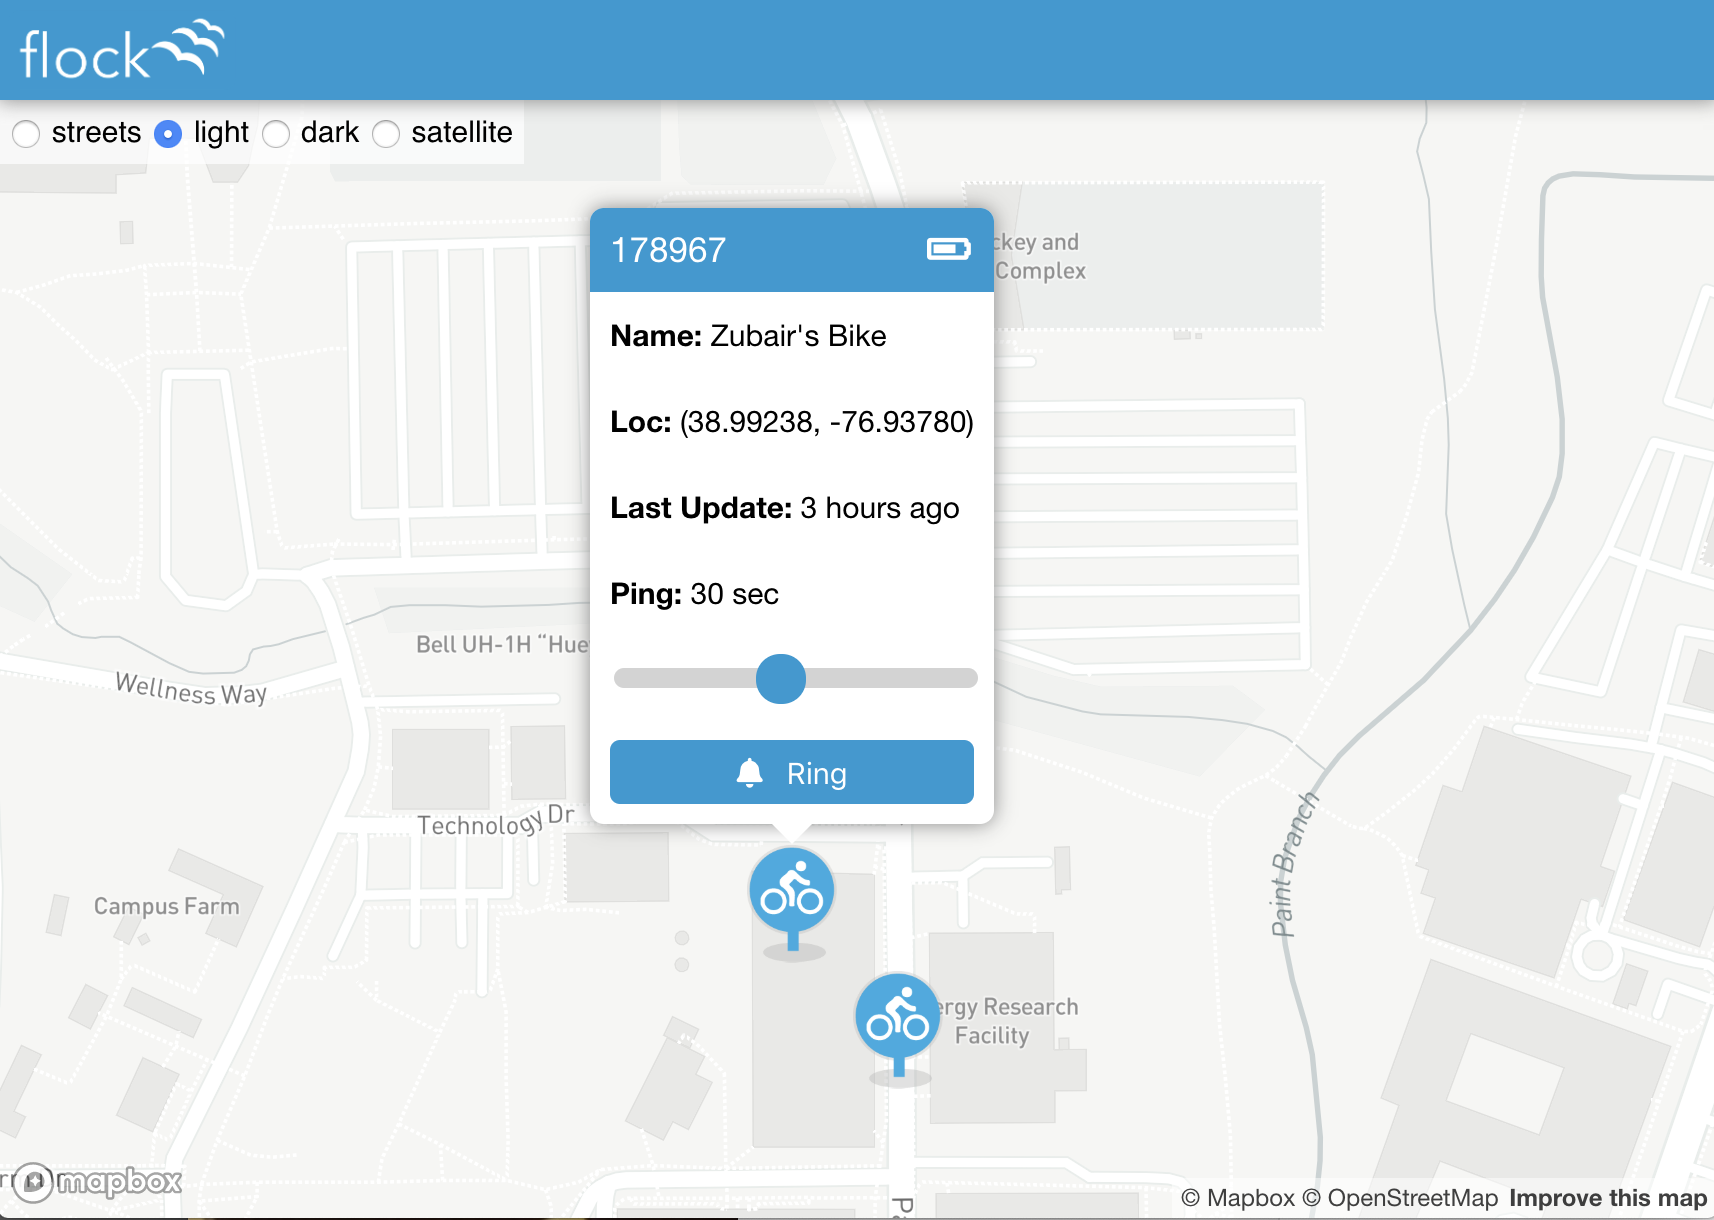 flock
streets light dark satellite
178967
ckey and
Complex
Name: Zubair's Bike
Loc: (38.99238, -76.93780)
Last Update: 3 hours ago
Ping: 30 sec
Bell UH-1H “Hue
Wellness Way
Ring
Technology Dr
Paint Branch
Campus Farm
ergy Research
Facility
mapbox
© Mapbox © OpenStreetMap Improve this map